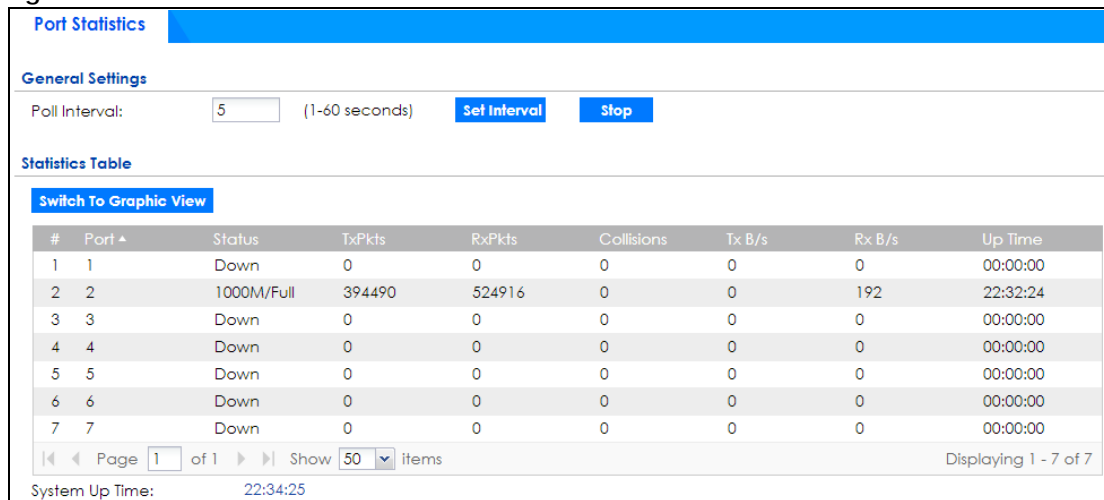 Port Statistics
General Settings
Poll Interval: 5 (1-60 seconds) Set Interval Stop
Statistics Table
Switch To Graphic View
# Port Status TxPkts RxPkts Collisions Tx B/s Rx B/s Up Time
1 1 Down 0 0 0 0 0 00:00:00
2 2 1000M/Full 394490 524916 0 0 192 22:32:24
3 3 Down 0 0 0 0 0 00:00:00
4 4 Down 0 0 0 0 0 00:00:00
5 5 Down 0 0 0 0 0 00:00:00
6 6 Down 0 0 0 0 0 00:00:00
7 7 Down 0 0 0 0 0 00:00:00
Page 1 of 1 Show 50 items Displaying 1 - 7 of 7
System Up Time: 22:34:25